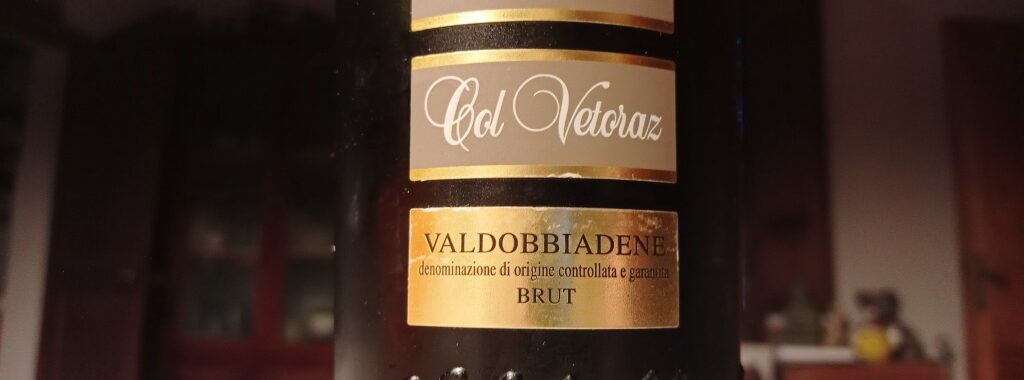 Col Vetoraz
VALDOBBIADENE
denominazione di origine controllata e garantita
BRUT